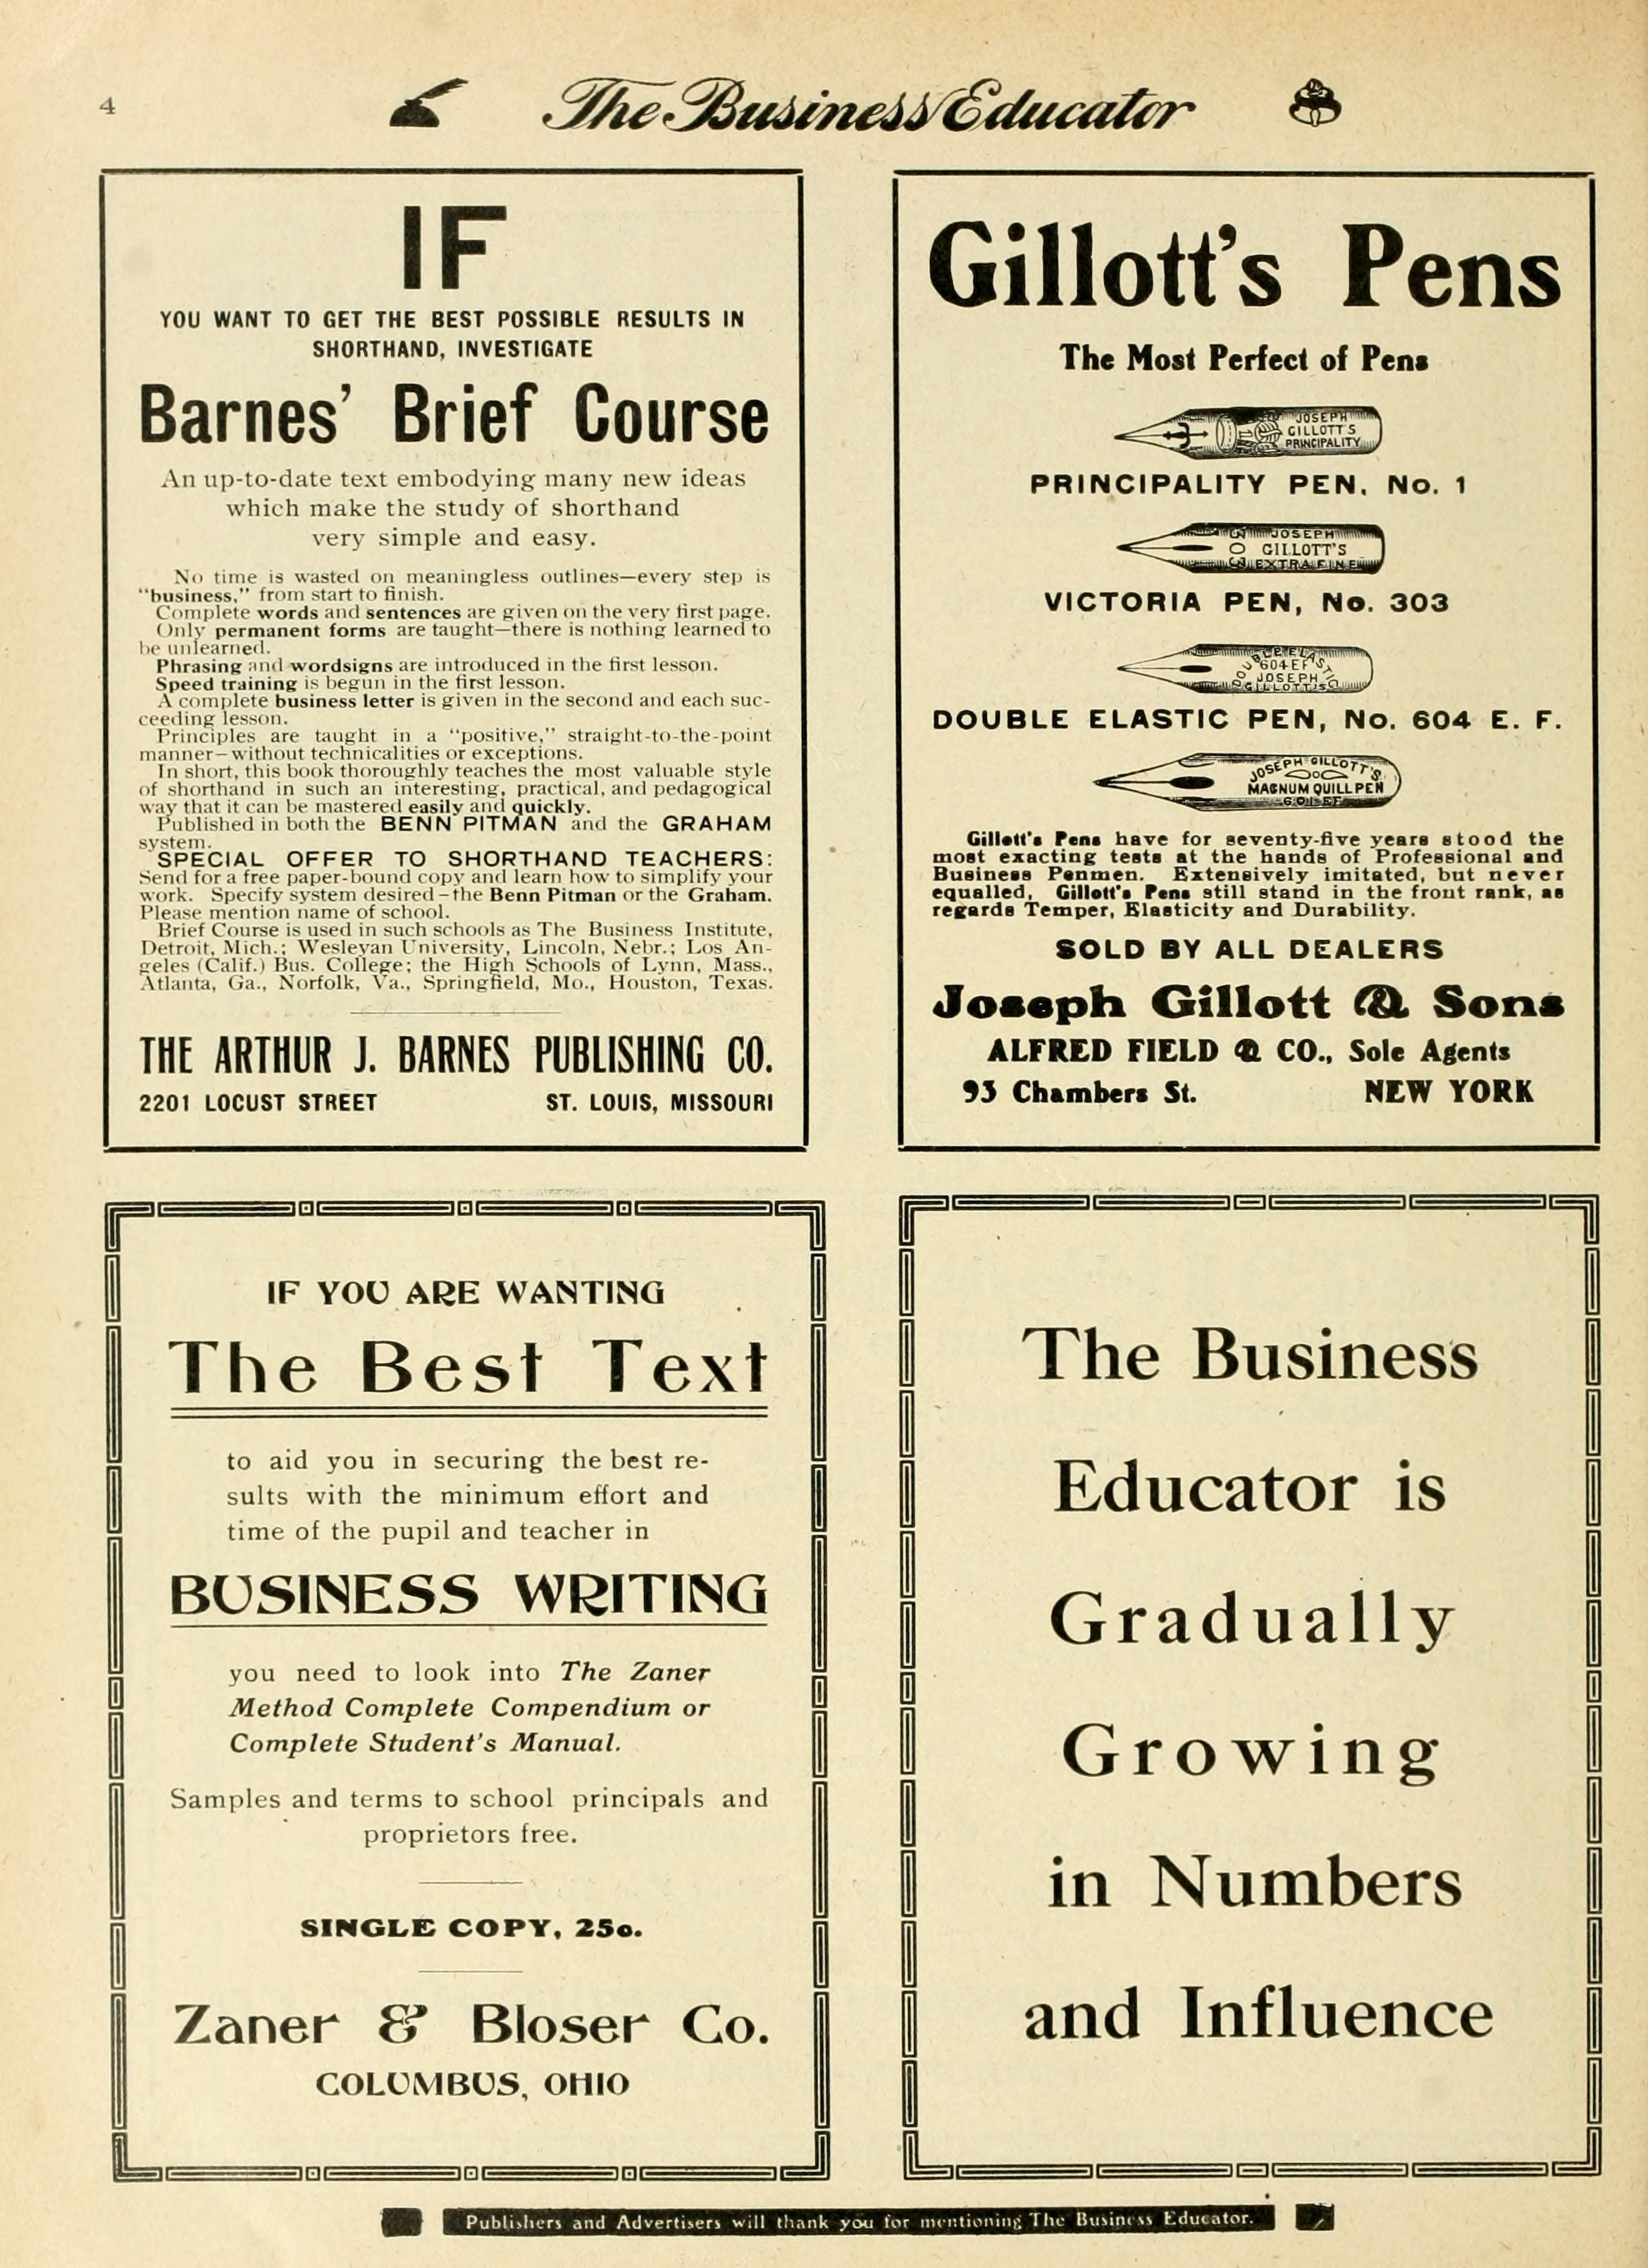 4
The Business Educator
IF
YOU WANT TO GET THE BEST POSSIBLE RESULTS IN
SHORTHAND, INVESTIGATE
Barnes' Brief Course
An up-to-date text embodying many new ideas
which make the study of shorthand
very simple and easy.
No time is wasted on meaningless outlines—every step is
"business," from start to finish.
Complete words and sentences are given on the very first page.
Only permanent forms are taught—there is nothing learned to
be unlearned.
Phrasing and wordsigns are introduced in the first lesson.
Speed training is begun in the first lesson.
A complete business letter is given in the second and each suc-
ceeding lesson.
Principles are taught in a "positive," straight-to-the-point
manner—without technicalities or exceptions.
In short, this book thoroughly teaches the most valuable style
of shorthand in such an interesting, practical, and pedagogical
way that it can be mastered easily and quickly.
Published in both the BENN PITMAN and the GRAHAM
system.
SPECIAL OFFER TO SHORTHAND TEACHERS:
Send for a free paper-bound copy and learn how to simplify your
work. Specify system desired—the Benn Pitman or the Graham.
Please mention name of school.
Brief Course is used in such schools as The Business Institute,
Detroit, Mich.; Wesleyan University, Lincoln, Nebr.; Los An-
geles (Calif.) Bus. College; the High Schools of Lynn, Mass.,
Atlanta, Ga., Norfolk, Va., Springfield, Mo., Houston, Texas.
THE ARTHUR J. BARNES PUBLISHING CO.
2201 LOCUST STREET ST. LOUIS, MISSOURI
Gillott's Pens
The Most Perfect of Pens
JOSEPH
GILLOTT'S
PRINCIPALITY
PRINCIPALITY PEN, No. 1
303
JOSEPH
GILLOTT'S
EXTRA FINE
VICTORIA PEN, No. 303
DOUBLE ELASTIC
604 EF
JOSEPH
GILLOTT'S
DOUBLE ELASTIC PEN, No. 604 E. F.
JOSEPH GILLOTT'S
MAGNUM QUILL PEN
601 EF
Gillott's Pens have for seventy-five years stood the
most exacting tests at the hands of Professional and
Business Penmen. Extensively imitated, but never
equalled, Gillott's Pens still stand in the front rank, as
regards Temper, Elasticity and Durability.
SOLD BY ALL DEALERS
Joseph Gillott & Sons
ALFRED FIELD & CO., Sole Agents
93 Chambers St. NEW YORK
IF YOU ARE WANTING
The Best Text
to aid you in securing the best re-
sults with the minimum effort and
time of the pupil and teacher in
BUSINESS WRITING
you need to look into The Zaner
Method Complete Compendium or
Complete Student's Manual.
Samples and terms to school principals and
proprietors free.
SINGLE COPY, 25c.
Zaner & Bloser Co.
COLUMBUS, OHIO
The Business
Educator is
Gradually
Growing
in Numbers
and Influence
Publishers and Advertisers will thank you for mentioning The Business Educator.